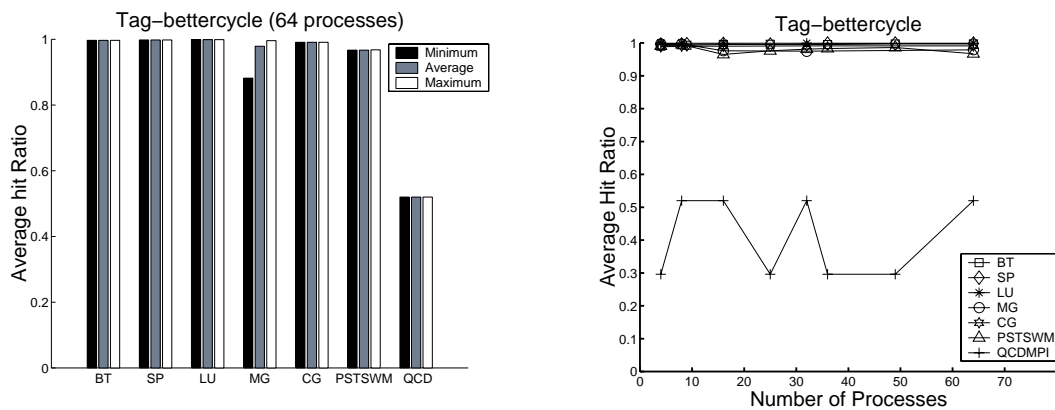 Tag-bettercycle (64 processes)
Average hit Ratio
1
0.8
0.6
0.4
0.2
0
Minimum
Average
Maximum
BT SP LU MG CG PSTSWM QCD
Tag-bettercycle
Average Hit Ratio
1
0.9
0.8
0.7
0.6
0.5
0.4
0.3
0.2
0.1
0
BT
SP
LU
MG
CG
PSTSWM
QCDMPI
0 10 20 30 40 50 60 70
Number of Processes